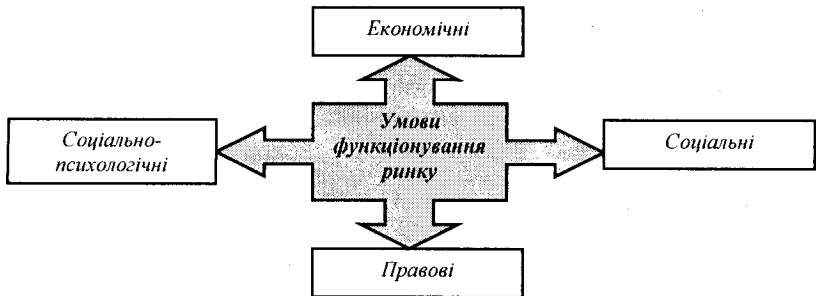 Економічні
Умови
функціонування
ринку
Соціально-
психологічні
Соціальні
Правові